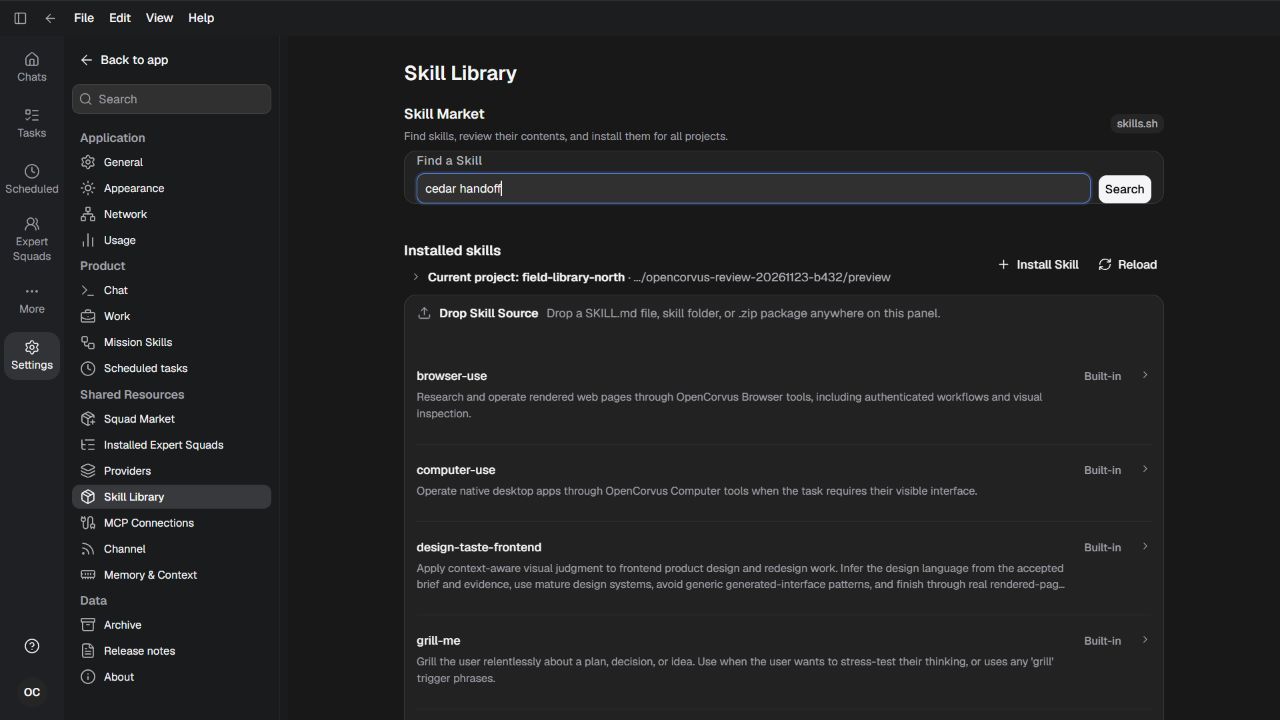 File Edit View Help
Chats
Tasks
Scheduled
Expert
Squads
More
Settings
OC
Back to app
Search
Application
General
Appearance
Network
Usage
Product
Chat
Work
Mission Skills
Scheduled tasks
Shared Resources
Squad Market
Installed Expert Squads
Providers
Skill Library
MCP Connections
Channel
Memory & Context
Data
Archive
Release notes
About
Skill Library
Skill Market
Find skills, review their contents, and install them for all projects.
skills.sh
Find a Skill
cedar handoff
Search
Installed skills
Current project: field-library-north · .../opencorvus-review-20261123-b432/preview
Install Skill
Reload
Drop Skill Source Drop a SKILL.md file, skill folder, or .zip package anywhere on this panel.
browser-use
Built-in
Research and operate rendered web pages through OpenCorvus Browser tools, including authenticated workflows and visual
inspection.
computer-use
Built-in
Operate native desktop apps through OpenCorvus Computer tools when the task requires their visible interface.
design-taste-frontend
Built-in
Apply context-aware visual judgment to frontend product design and redesign work. Infer the design language from the accepted
brief and evidence, use mature design systems, avoid generic generated-interface patterns, and finish through real rendered-pag...
grill-me
Built-in
Grill the user relentlessly about a plan, decision, or idea. Use when the user wants to stress-test their thinking, or uses any 'grill'
trigger phrases.